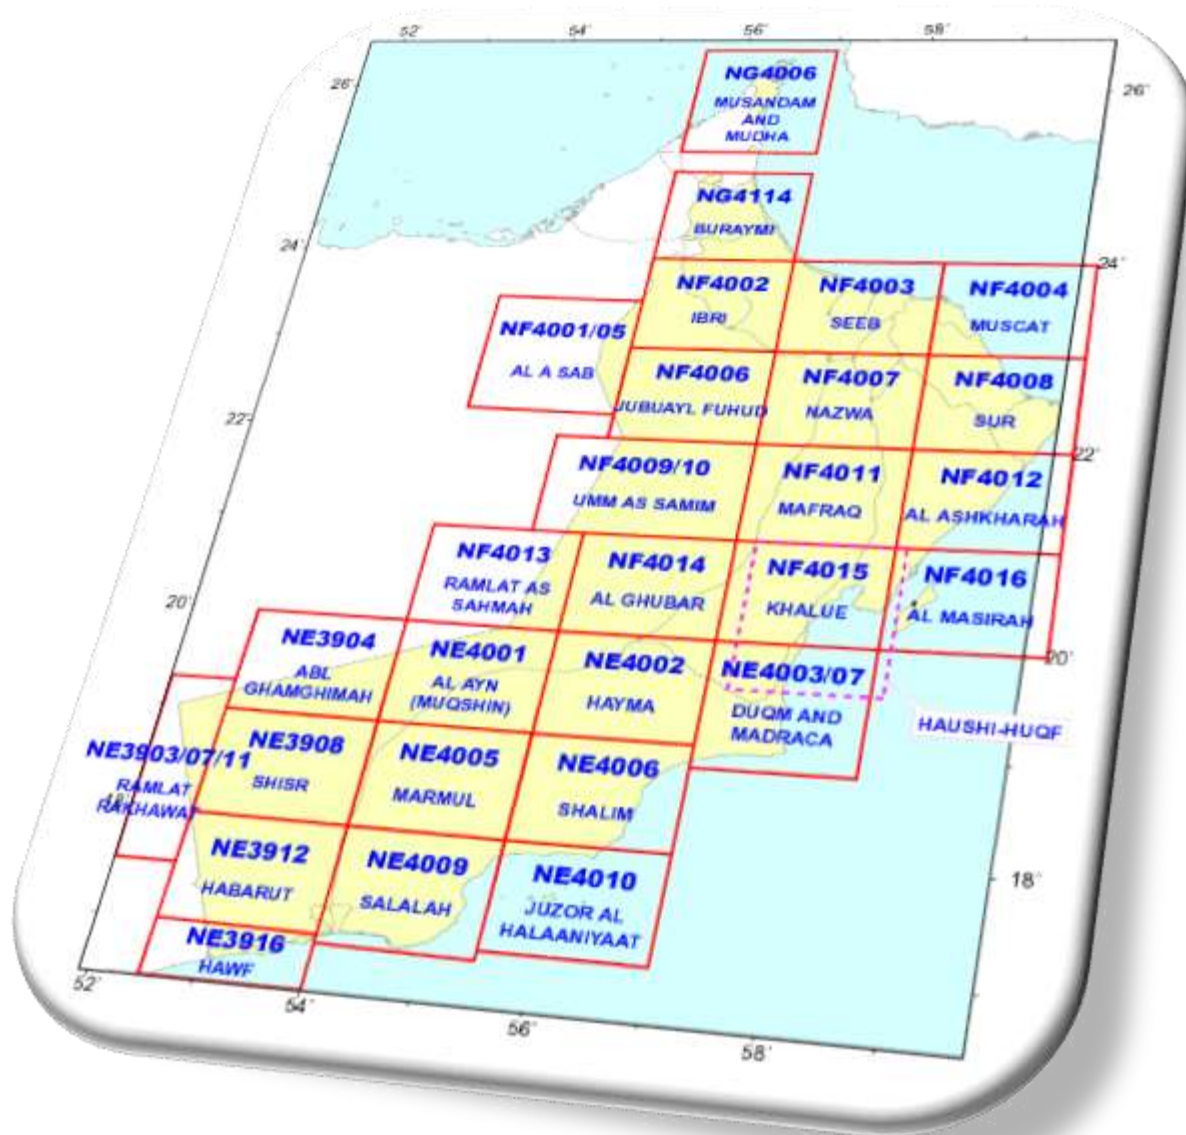 52°
54°
56°
58°
26°
26°
NG4006
MUSANDAM
AND
MUDHA
NG4114
BURAYMI
24°
24°
NF4002
IBRI
NF4003
SEEB
NF4004
MUSCAT
NF4001/05
AL A SAB
NF4006
JUBUAYL FUHUD
NF4007
NAZWA
NF4008
SUR
22°
22°
NF4009/10
UMM AS SAMIM
NF4011
MAFRAQ
NF4012
AL ASHKHARAH
NF4013
RAMLAT AS
SAHMAH
NF4014
AL GHUBAR
NF4015
KHALUE
NF4016
AL MASIRAH
20°
20°
NE3904
ABL
GHAMGHIMAH
NE4001
AL AYN
(MUQSHIN)
NE4002
HAYMA
NE4003/07
DUQM AND
MADRACA
HAUSHI-HUQF
NE3903/07/11
RAMLAT
RAKHAWAT
18°
NE3908
SHISR
NE4005
MARMUL
NE4006
SHALIM
NE3912
HABARUT
NE4009
SALALAH
NE4010
JUZOR AL
HALAANIYAAT
18°
NE3916
HAWF
52°
54°
56°
58°